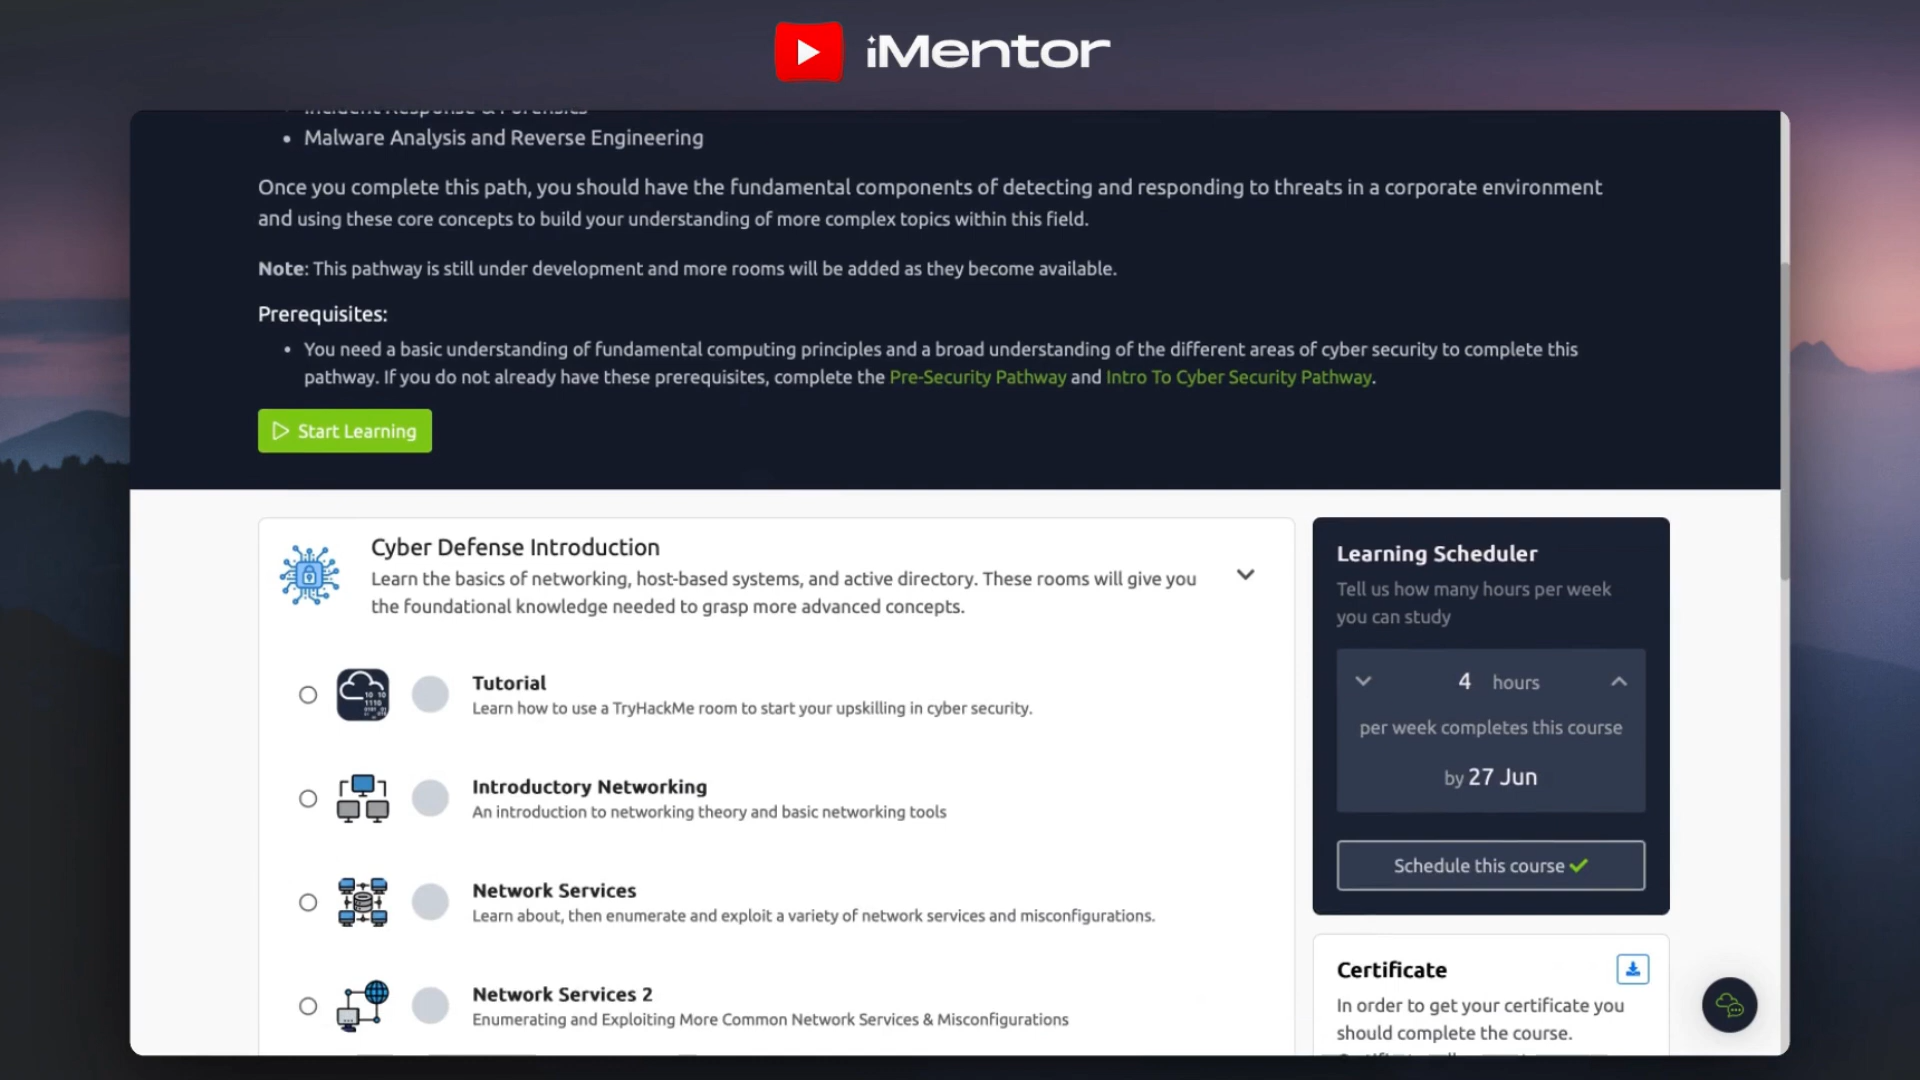 iMentor
Incident Response & Forensics
Malware Analysis and Reverse Engineering
Once you complete this path, you should have the fundamental components of detecting and responding to threats in a corporate environment
and using these core concepts to build your understanding of more complex topics within this field.
Note: This pathway is still under development and more rooms will be added as they become available.
Prerequisites:
You need a basic understanding of fundamental computing principles and a broad understanding of the different areas of cyber security to complete this
pathway. If you do not already have these prerequisites, complete the Pre-Security Pathway and Intro To Cyber Security Pathway.
Start Learning
Cyber Defense Introduction
Learn the basics of networking, host-based systems, and active directory. These rooms will give you
the foundational knowledge needed to grasp more advanced concepts.
Tutorial
Learn how to use a TryHackMe room to start your upskilling in cyber security.
Introductory Networking
An introduction to networking theory and basic networking tools
Network Services
Learn about, then enumerate and exploit a variety of network services and misconfigurations.
Network Services 2
Enumerating and Exploiting More Common Network Services & Misconfigurations
Learning Scheduler
Tell us how many hours per week
you can study
4 hours
per week completes this course
by 27 Jun
Schedule this course
Certificate
In order to get your certificate you
should complete the course.